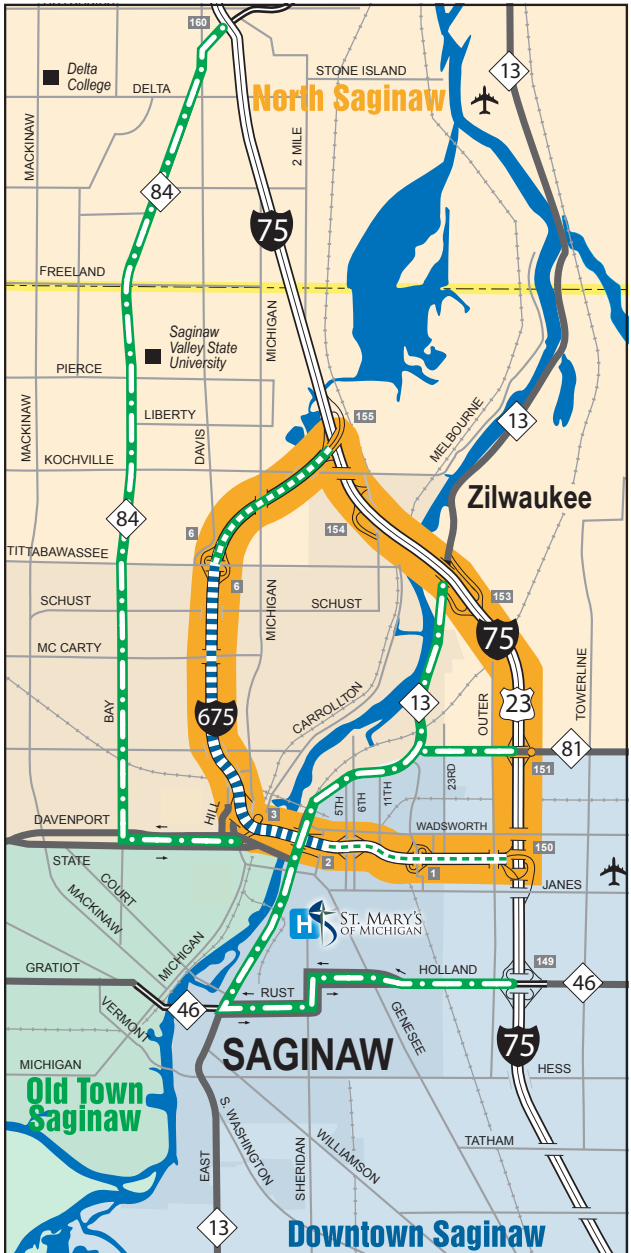 160
Delta
College
DELTA
STONE ISLAND
13
North Saginaw
MACKINAW
2 MILE
84
75
FREELAND
MICHIGAN
Saginaw
Valley State
University
PIERCE
MACKINAW
LIBERTY
DAVIS
155
MELBOURNE
13
KOCHVILLE
Zilwaukee
84
154
6
TITTABAWASSEE
6
153
SCHUST
MICHIGAN
SCHUST
75
MC CARTY
TOWERLINE
BAY
675
CARROLLTON
13
OUTER
23
81
151
5TH
6TH
11TH
23RD
HILL
3
DAVENPORT
WADSWORTH
STATE
2
1
150
JANES
COURT
MACKINAW
H
ST. MARY'S
OF MICHIGAN
MICHIGAN
149
GRATIOT
HOLLAND
46
RUST
46
VERMONT
GENESEE
SAGINAW
75
MICHIGAN
HESS
Old Town
Saginaw
S. WASHINGTON
WILLIAMSON
TATHAM
EAST
SHERIDAN
13
Downtown Saginaw